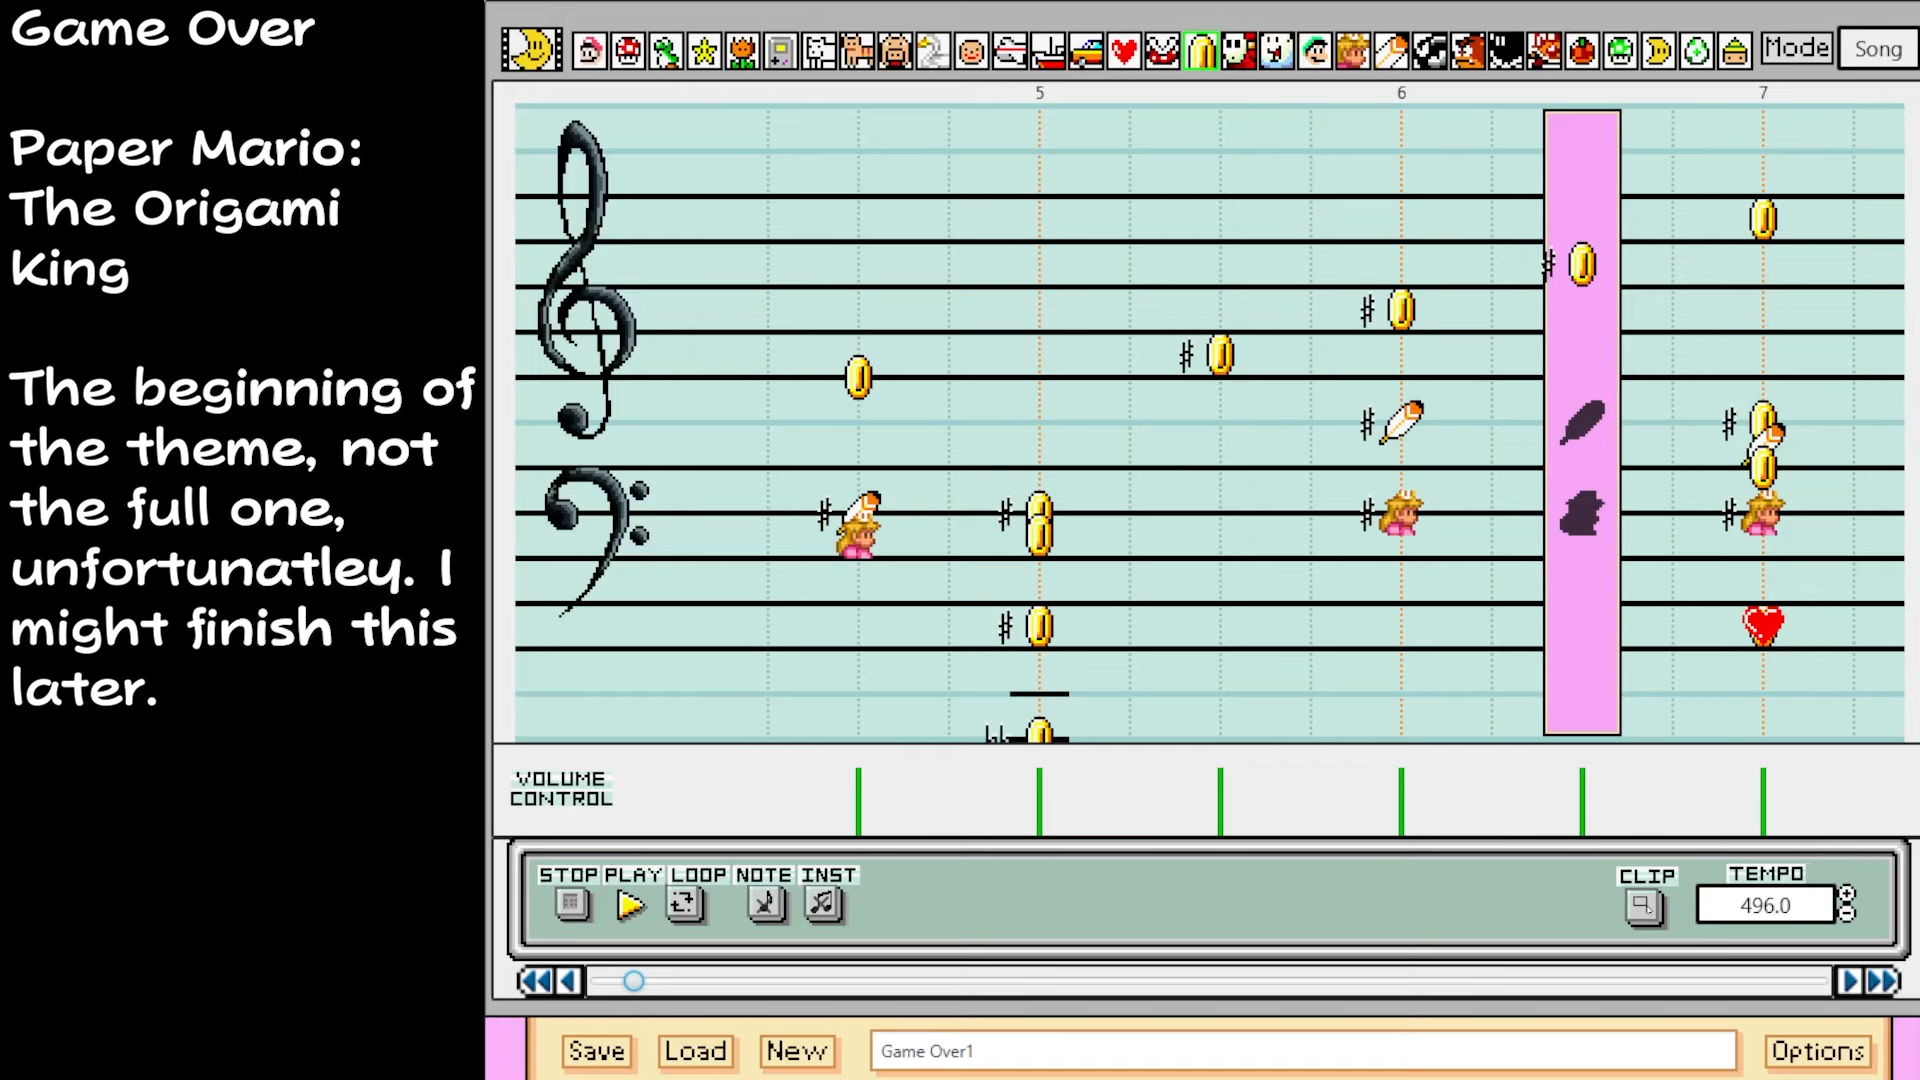 Game Over
Paper Mario:
The Origami
King
The beginning of
the theme, not
the full one,
unfortunatley. I
might finish this
later.
Mode
Song
5
6
7
VOLUME
CONTROL
STOP PLAY LOOP NOTE INST
CLIP
TEMPO
496.0
Save
Load
New
Game Over1
Options